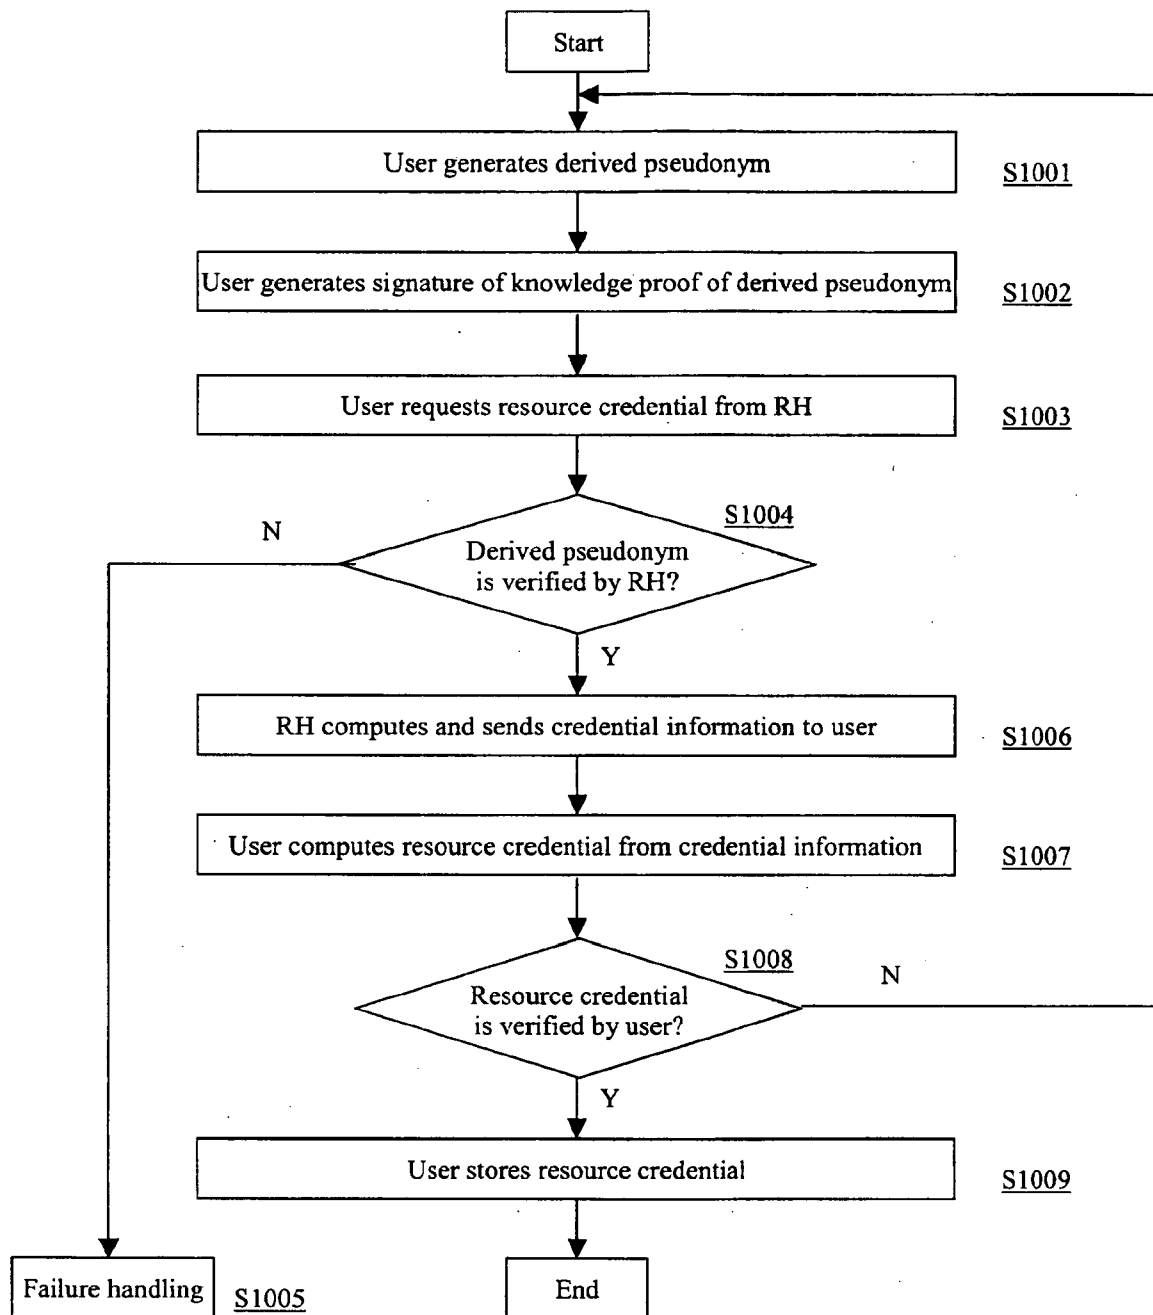 Start
User generates derived pseudonym
S1001
User generates signature of knowledge proof of derived pseudonym
S1002
User requests resource credential from RH
S1003
S1004
N
Derived pseudonym
is verified by RH?
Y
RH computes and sends credential information to user
S1006
User computes resource credential from credential information
S1007
S1008
N
Resource credential
is verified by user?
Y
User stores resource credential
S1009
Failure handling
S1005
End